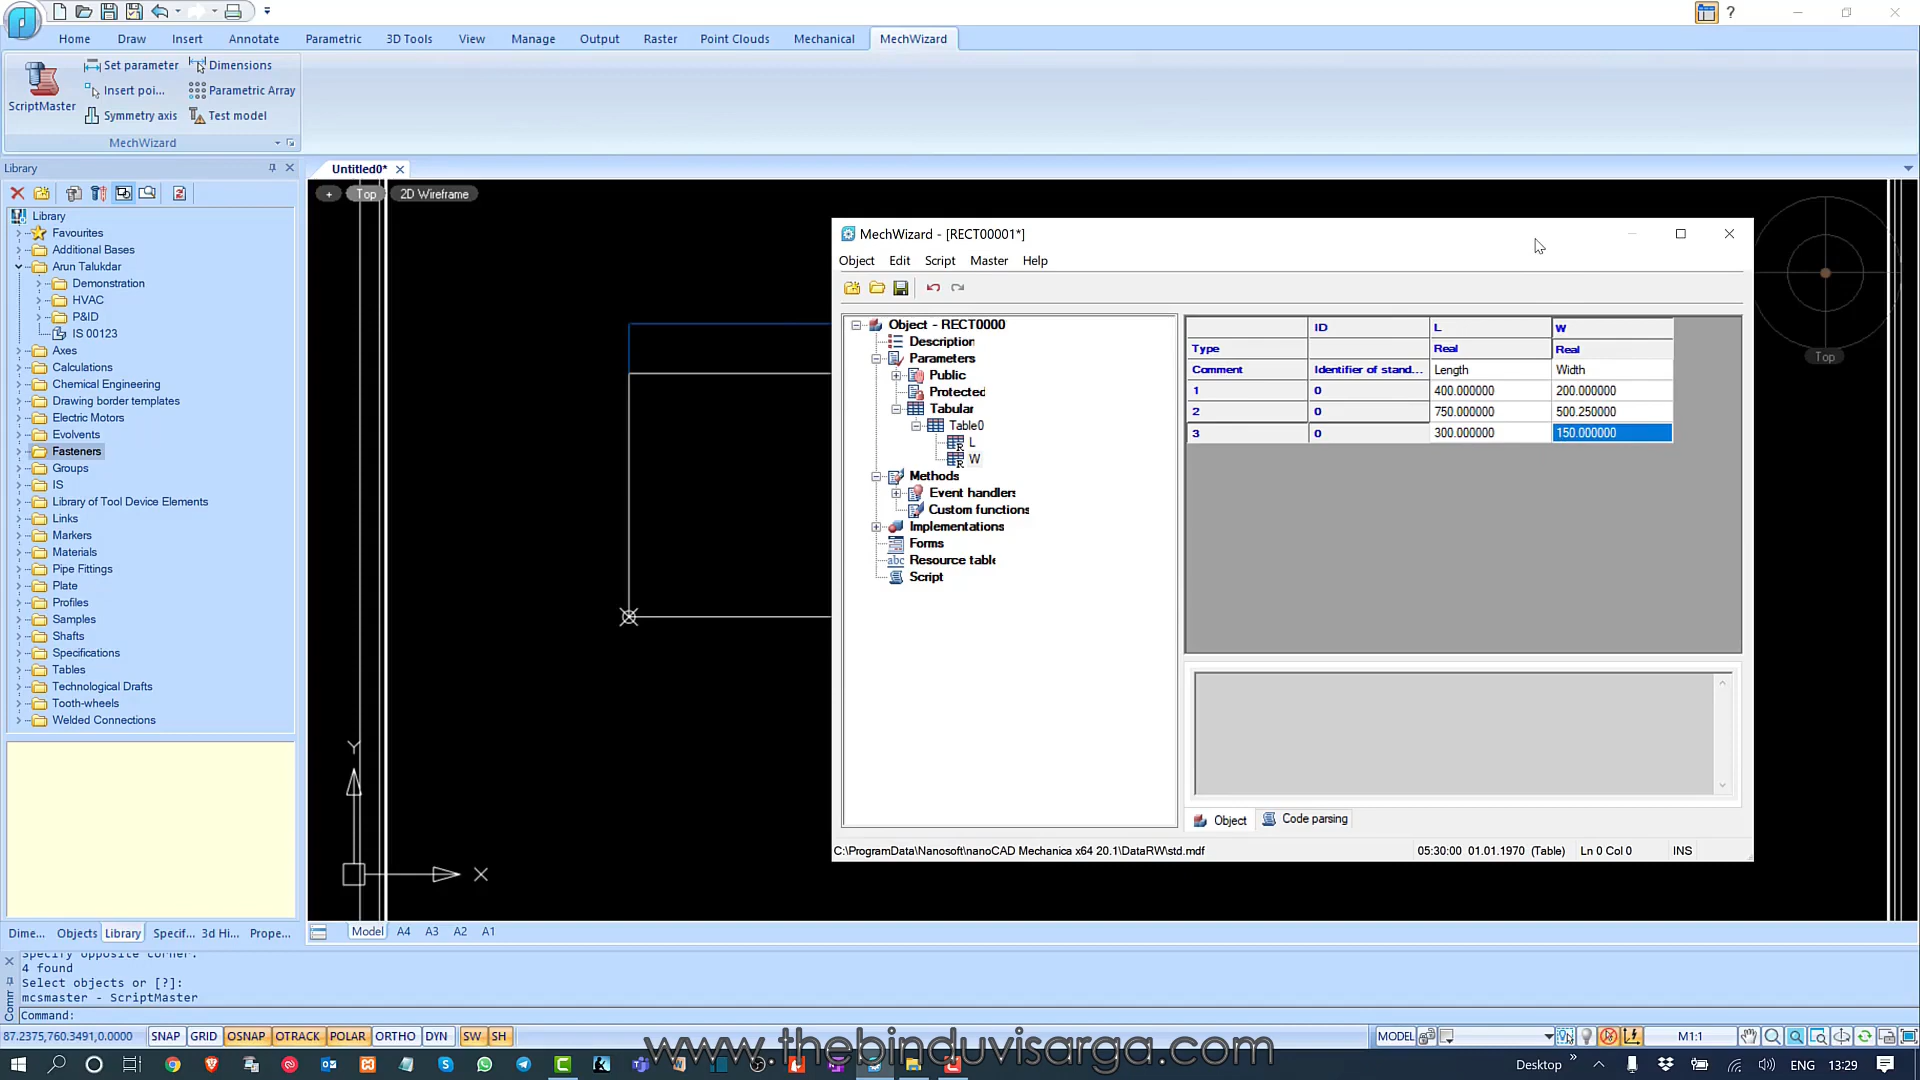 Home Draw Insert Annotate Parametric 3D Tools View Manage Output Raster Point Clouds Mechanical MechWizard
ScriptMaster
Set parameter
Dimensions
Insert poi...
Parametric Array
Symmetry axis
Test model
MechWizard
Library
Untitled0*
+ Top 2D Wireframe
Library
Favourites
Additional Bases
Arun Talukdar
Demonstration
HVAC
P&ID
IS 00123
Axes
Calculations
Chemical Engineering
Drawing border templates
Electric Motors
Evolvents
Fasteners
Groups
IS
Library of Tool Device Elements
Links
Markers
Materials
Pipe Fittings
Plate
Profiles
Samples
Shafts
Specifications
Tables
Technological Drafts
Tooth-wheels
Welded Connections
Y
X
Top
MechWizard - [RECT00001*]
Object Edit Script Master Help
Object - RECT0000
Description
Parameters
Public
Protected
Tabular
Table0
L
W
Methods
Event handlers
Custom functions
Implementations
Forms
Resource table
Script
ID L W
Type Real Real
Comment Identifier of stand... Length Width
1 0 400.000000 200.000000
2 0 750.000000 500.250000
3 0 300.000000 150.000000
Object Code parsing
C:\ProgramData\Nanosoft\nanoCAD Mechanica x64 20.1\DataRW\std.mdf 05:30:00 01.01.1970 (Table) Ln 0 Col 0 INS
Dime... Objects Library Specif... 3d Hi... Prope...
Model A4 A3 A2 A1
Specify opposite corner:
4 found
Select objects or [?]:
mcsmaster - ScriptMaster
Command:
87.2375,760.3491,0.0000 SNAP GRID OSNAP OTRACK POLAR ORTHO DYN SW SH MODEL M1:1
www.thebinduvisarga.com
Desktop ENG 13:29